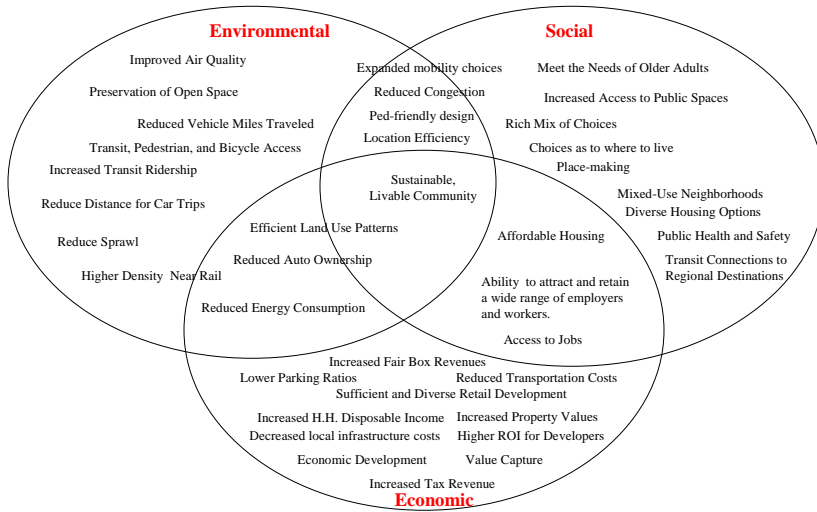 Environmental
Social
Improved Air Quality
Expanded mobility choices
Meet the Needs of Older Adults
Preservation of Open Space
Reduced Congestion
Increased Access to Public Spaces
Reduced Vehicle Miles Traveled
Ped-friendly design
Rich Mix of Choices
Transit, Pedestrian, and Bicycle Access
Location Efficiency
Choices as to where to live
Increased Transit Ridership
Place-making
Sustainable,
Livable Community
Mixed-Use Neighborhoods
Reduce Distance for Car Trips
Diverse Housing Options
Efficient Land Use Patterns
Affordable Housing
Public Health and Safety
Reduce Sprawl
Reduced Auto Ownership
Transit Connections to
Regional Destinations
Higher Density Near Rail
Ability to attract and retain
a wide range of employers
and workers.
Reduced Energy Consumption
Access to Jobs
Increased Fair Box Revenues
Lower Parking Ratios
Reduced Transportation Costs
Sufficient and Diverse Retail Development
Increased H.H. Disposable Income
Increased Property Values
Decreased local infrastructure costs
Higher ROI for Developers
Economic Development
Value Capture
Increased Tax Revenue
Economic